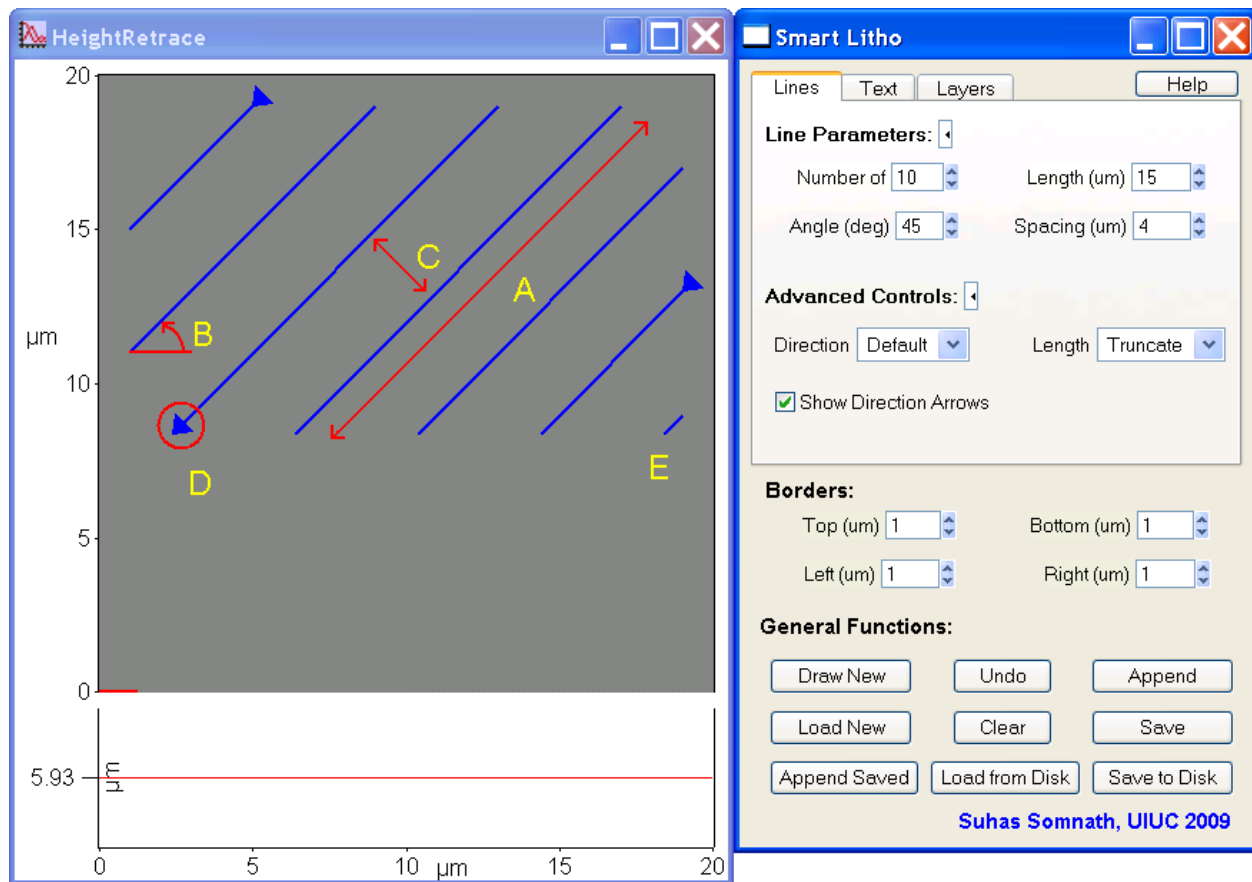 HeightRetrace
20
15
10
5
0
µm
A
B
C
D
E
5.93
µm
0
5
10
15
20
µm
Smart Litho
Lines Text Layers Help
Line Parameters:
Number of 10 Length (um) 15
Angle (deg) 45 Spacing (um) 4
Advanced Controls:
Direction Default Length Truncate
Show Direction Arrows
Borders:
Top (um) 1 Bottom (um) 1
Left (um) 1 Right (um) 1
General Functions:
Draw New Undo Append
Load New Clear Save
Append Saved Load from Disk Save to Disk
Suhas Somnath, UIUC 2009